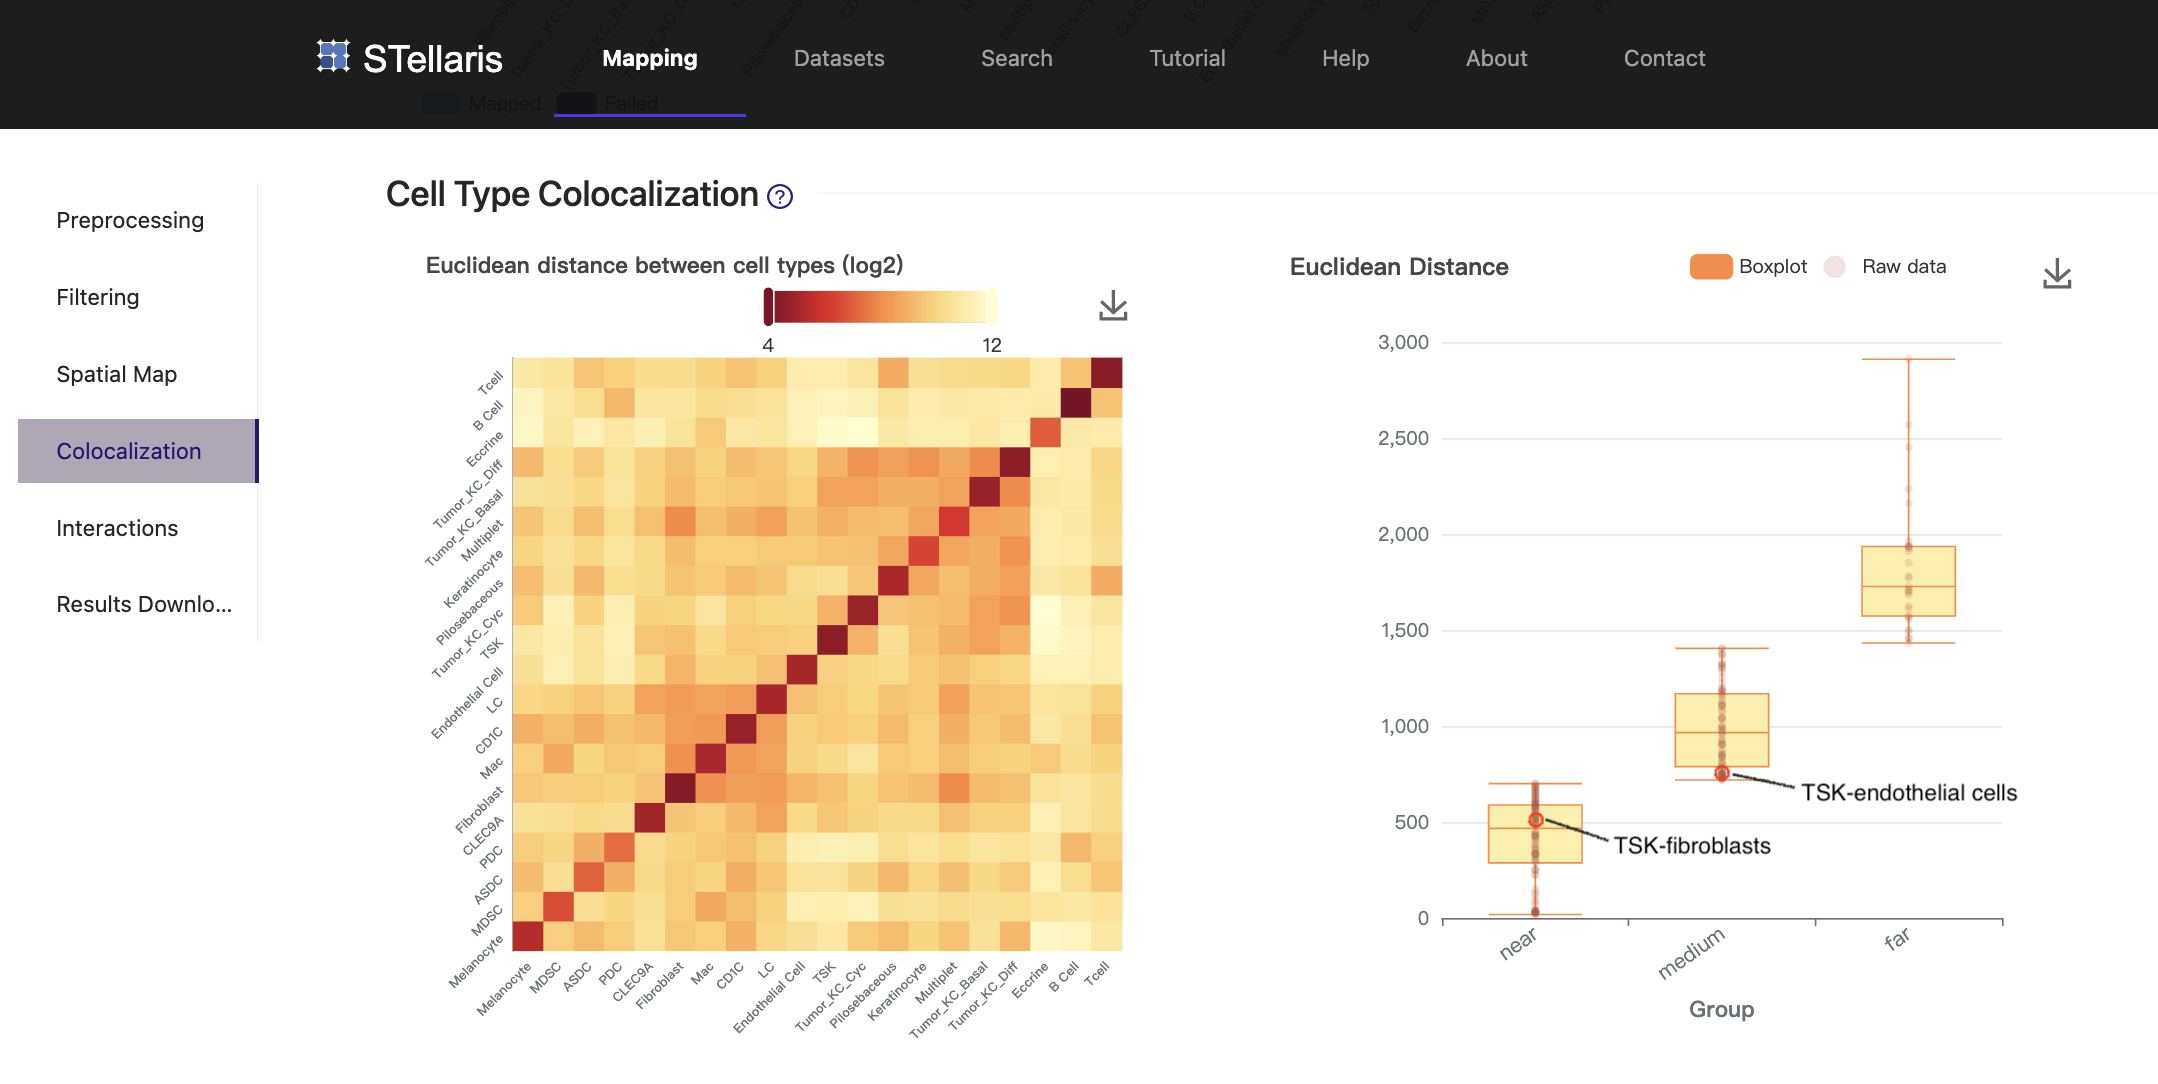 STellaris
Mapping
Datasets
Search
Tutorial
Help
About
Contact
Mapped
Failed
Preprocessing
Filtering
Spatial Map
Colocalization
Interactions
Results Downlo...
Cell Type Colocalization ?
Euclidean distance between cell types (log2)
4
12
Tcell
B Cell
Eccrine
Tumor_KC_Diff
Tumor_KC_Basal
Multiplet
Keratinocyte
Pilosebaceous
Tumor_KC_Cyc
TSK
Endothelial Cell
LC
CD1C
Mac
Fibroblast
CLEC9A
PDC
ASDC
MDSC
Melanocyte
Melanocyte
MDSC
ASDC
PDC
CLEC9A
Fibroblast
Mac
CD1C
LC
Endothelial Cell
TSK
Tumor_KC_Cyc
Pilosebaceous
Keratinocyte
Multiplet
Tumor_KC_Basal
Tumor_KC_Diff
Eccrine
B Cell
Tcell
Euclidean Distance
Boxplot
Raw data
3,000
2,500
2,000
1,500
1,000
500
0
TSK-endothelial cells
TSK-fibroblasts
near
medium
far
Group